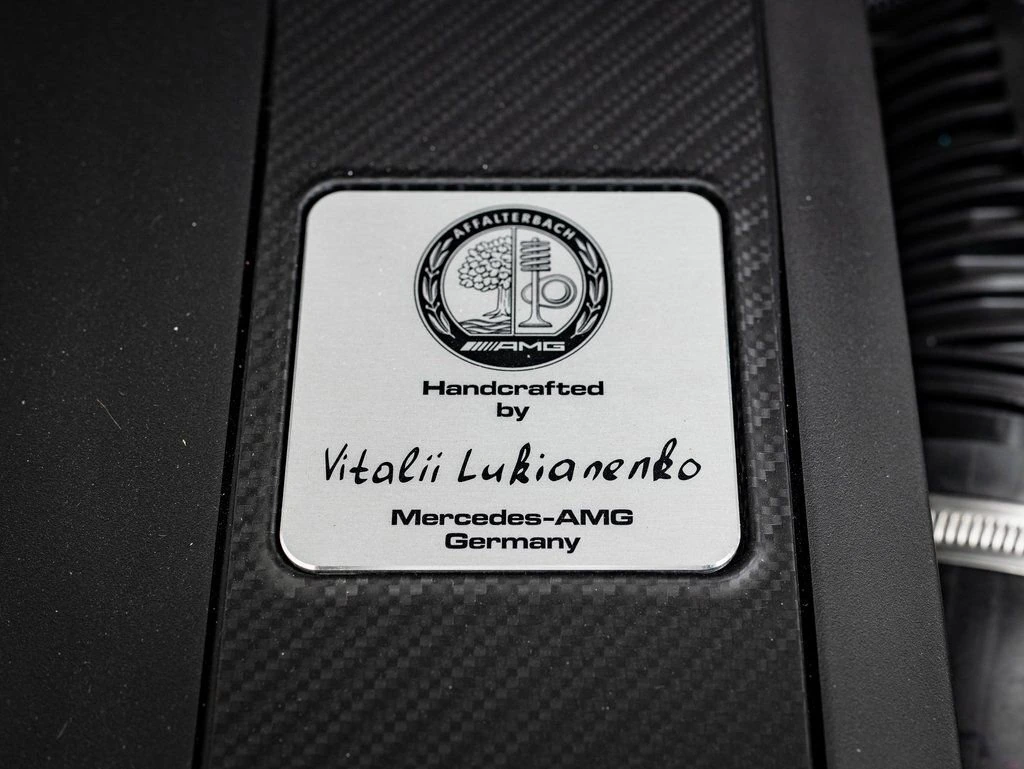 AFFALTERBACH
AMG
Handcrafted
by
Vitalii Lukianenko
Mercedes-AMG
Germany